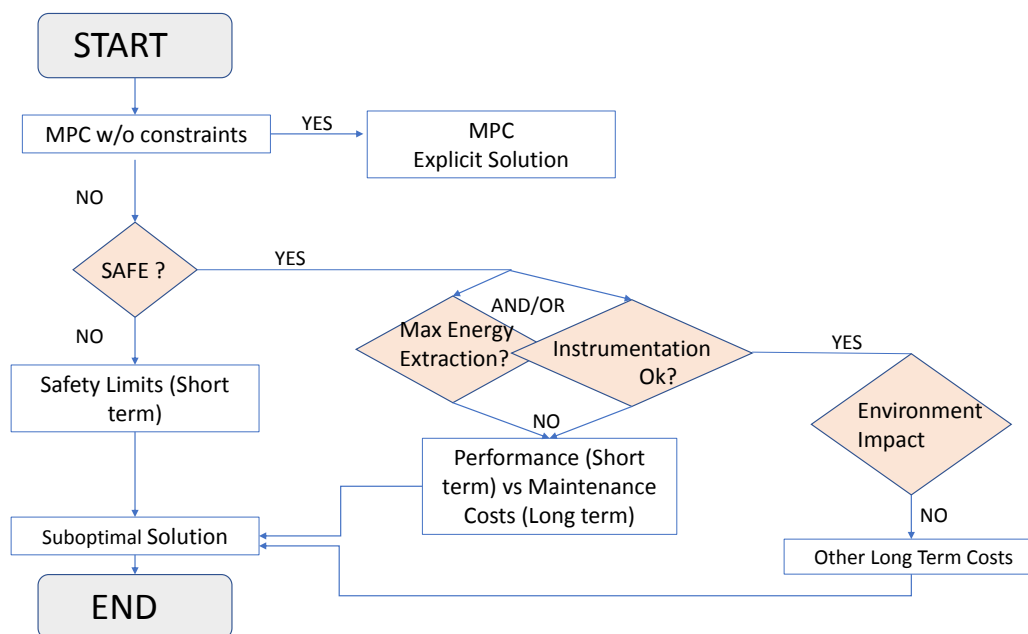 START
MPC w/o constraints
YES
MPC
Explicit Solution
NO
SAFE ?
YES
AND/OR
Max Energy
Extraction?
Instrumentation
Ok?
YES
NO
Safety Limits (Short
term)
Environment
Impact
NO
Performance (Short
term) vs Maintenance
Costs (Long term)
NO
Suboptimal Solution
Other Long Term Costs
END